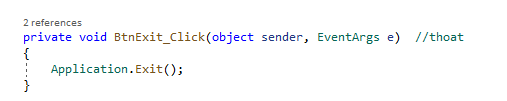 2 references
private void BtnExit_Click(object sender, EventArgs e)  //thoat
{
    Application.Exit();
}